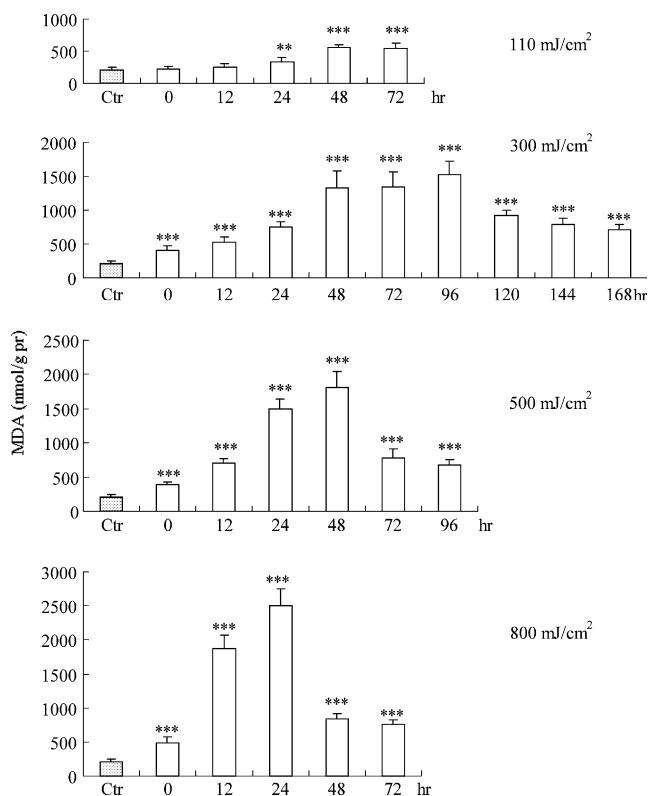 1000
500
0
** *** ***
Ctr 0 12 24 48 72 hr
110 mJ/cm²
2000
1500
1000
500
0
*** *** *** *** *** *** *** *** ***
Ctr 0 12 24 48 72 96 120 144 168hr
300 mJ/cm²
MDA (nmol/g pr)
2500
2000
1500
1000
500
0
*** *** *** *** *** ***
Ctr 0 12 24 48 72 96 hr
500 mJ/cm²
3000
2500
2000
1500
1000
500
0
*** *** *** *** ***
Ctr 0 12 24 48 72 hr
800 mJ/cm²